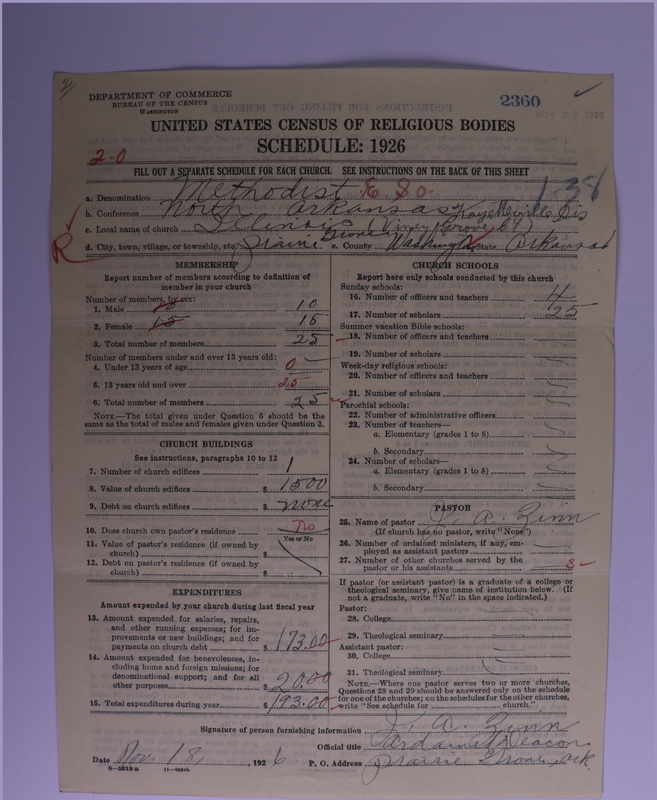 DEPARTMENT OF COMMERCE
BUREAU OF THE CENSUS
WASHINGTON
2360
NOV 22 1926
UNITED STATES CENSUS OF RELIGIOUS BODIES
SCHEDULE: 1926
2-0
1-38
FILL OUT A SEPARATE SCHEDULE FOR EACH CHURCH. SEE INSTRUCTIONS ON THE BACK OF THIS SHEET
a. Denomination Methodist E. So.
b. Conference North Arkansas Fayetteville Dis
c. Local name of church Illinois
R
d. City, town, village, or township, etc. Prairie Grove e. County Washington State Arkansas
MEMBERSHIP
Report number of members according to definition of member in your church
Number of members, by sex:
1. Male 10
2. Female 15 15
3. Total number of members 25
Number of members under and over 13 years old:
4. Under 13 years of age 0
5. 13 years old and over 25
6. Total number of members 25
NOTE.—The total given under Question 6 should be the same as the total of males and females given under Question 3.
CHURCH BUILDINGS
See instructions, paragraphs 10 to 12
7. Number of church edifices 1
8. Value of church edifices $ 1500
9. Debt on church edifices $ none
10. Does church own pastor's residence No
Yes or No
11. Value of pastor's residence (if owned by church) $
12. Debt on pastor's residence (if owned by church) $
EXPENDITURES
Amount expended by your church during last fiscal year
13. Amount expended for salaries, repairs, and other running expenses; for improvements or new buildings; and for payments on church debt $ 173.00
14. Amount expended for benevolences, including home and foreign missions; for denominational support; and for all other purposes $ 20.00
15. Total expenditures during year $ 193.00
CHURCH SCHOOLS
Report here only schools conducted by this church
Sunday schools:
16. Number of officers and teachers 4
17. Number of scholars 25
Summer vacation Bible schools:
18. Number of officers and teachers
19. Number of scholars
Week-day religious schools:
20. Number of officers and teachers
21. Number of scholars
Parochial schools:
22. Number of administrative officers
23. Number of teachers—
a. Elementary (grades 1 to 8)
b. Secondary
24. Number of scholars—
a. Elementary (grades 1 to 8)
b. Secondary
PASTOR
25. Name of pastor J. A. Zinn
(If church has no pastor, write "None")
26. Number of ordained ministers, if any, employed as assistant pastors
27. Number of other churches served by the pastor or his assistants
If pastor (or assistant pastor) is a graduate of a college or theological seminary, give name of institution below. (If not a graduate, write "No" in the space indicated.)
Pastor:
28. College
29. Theological seminary
Assistant pastor:
30. College
31. Theological seminary
NOTE.—Where one pastor serves two or more churches, Questions 28 and 29 should be answered only on the schedule for one of the churches; on the schedules for the other churches, write "See schedule for church."
Signature of person furnishing information J. A. Zinn
Official title Ordained Deacon
Date Nov. 18, 1926 P. O. Address Prairie Grove, Ark.
8—5818a 11—9064b